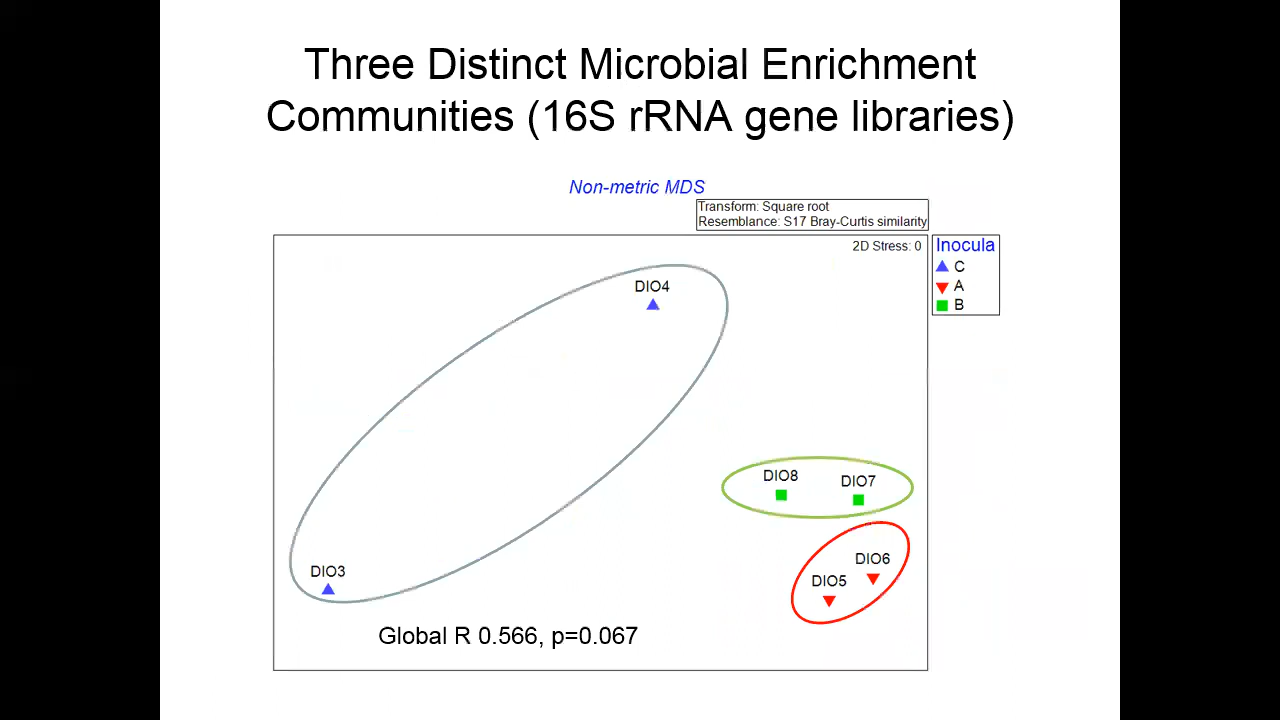 Three Distinct Microbial Enrichment
Communities (16S rRNA gene libraries)
Non-metric MDS
Transform: Square root
Resemblance: S17 Bray-Curtis similarity
2D Stress: 0
Inocula
C
A
B
DIO4
DIO8
DIO7
DIO6
DIO5
DIO3
Global R 0.566, p=0.067